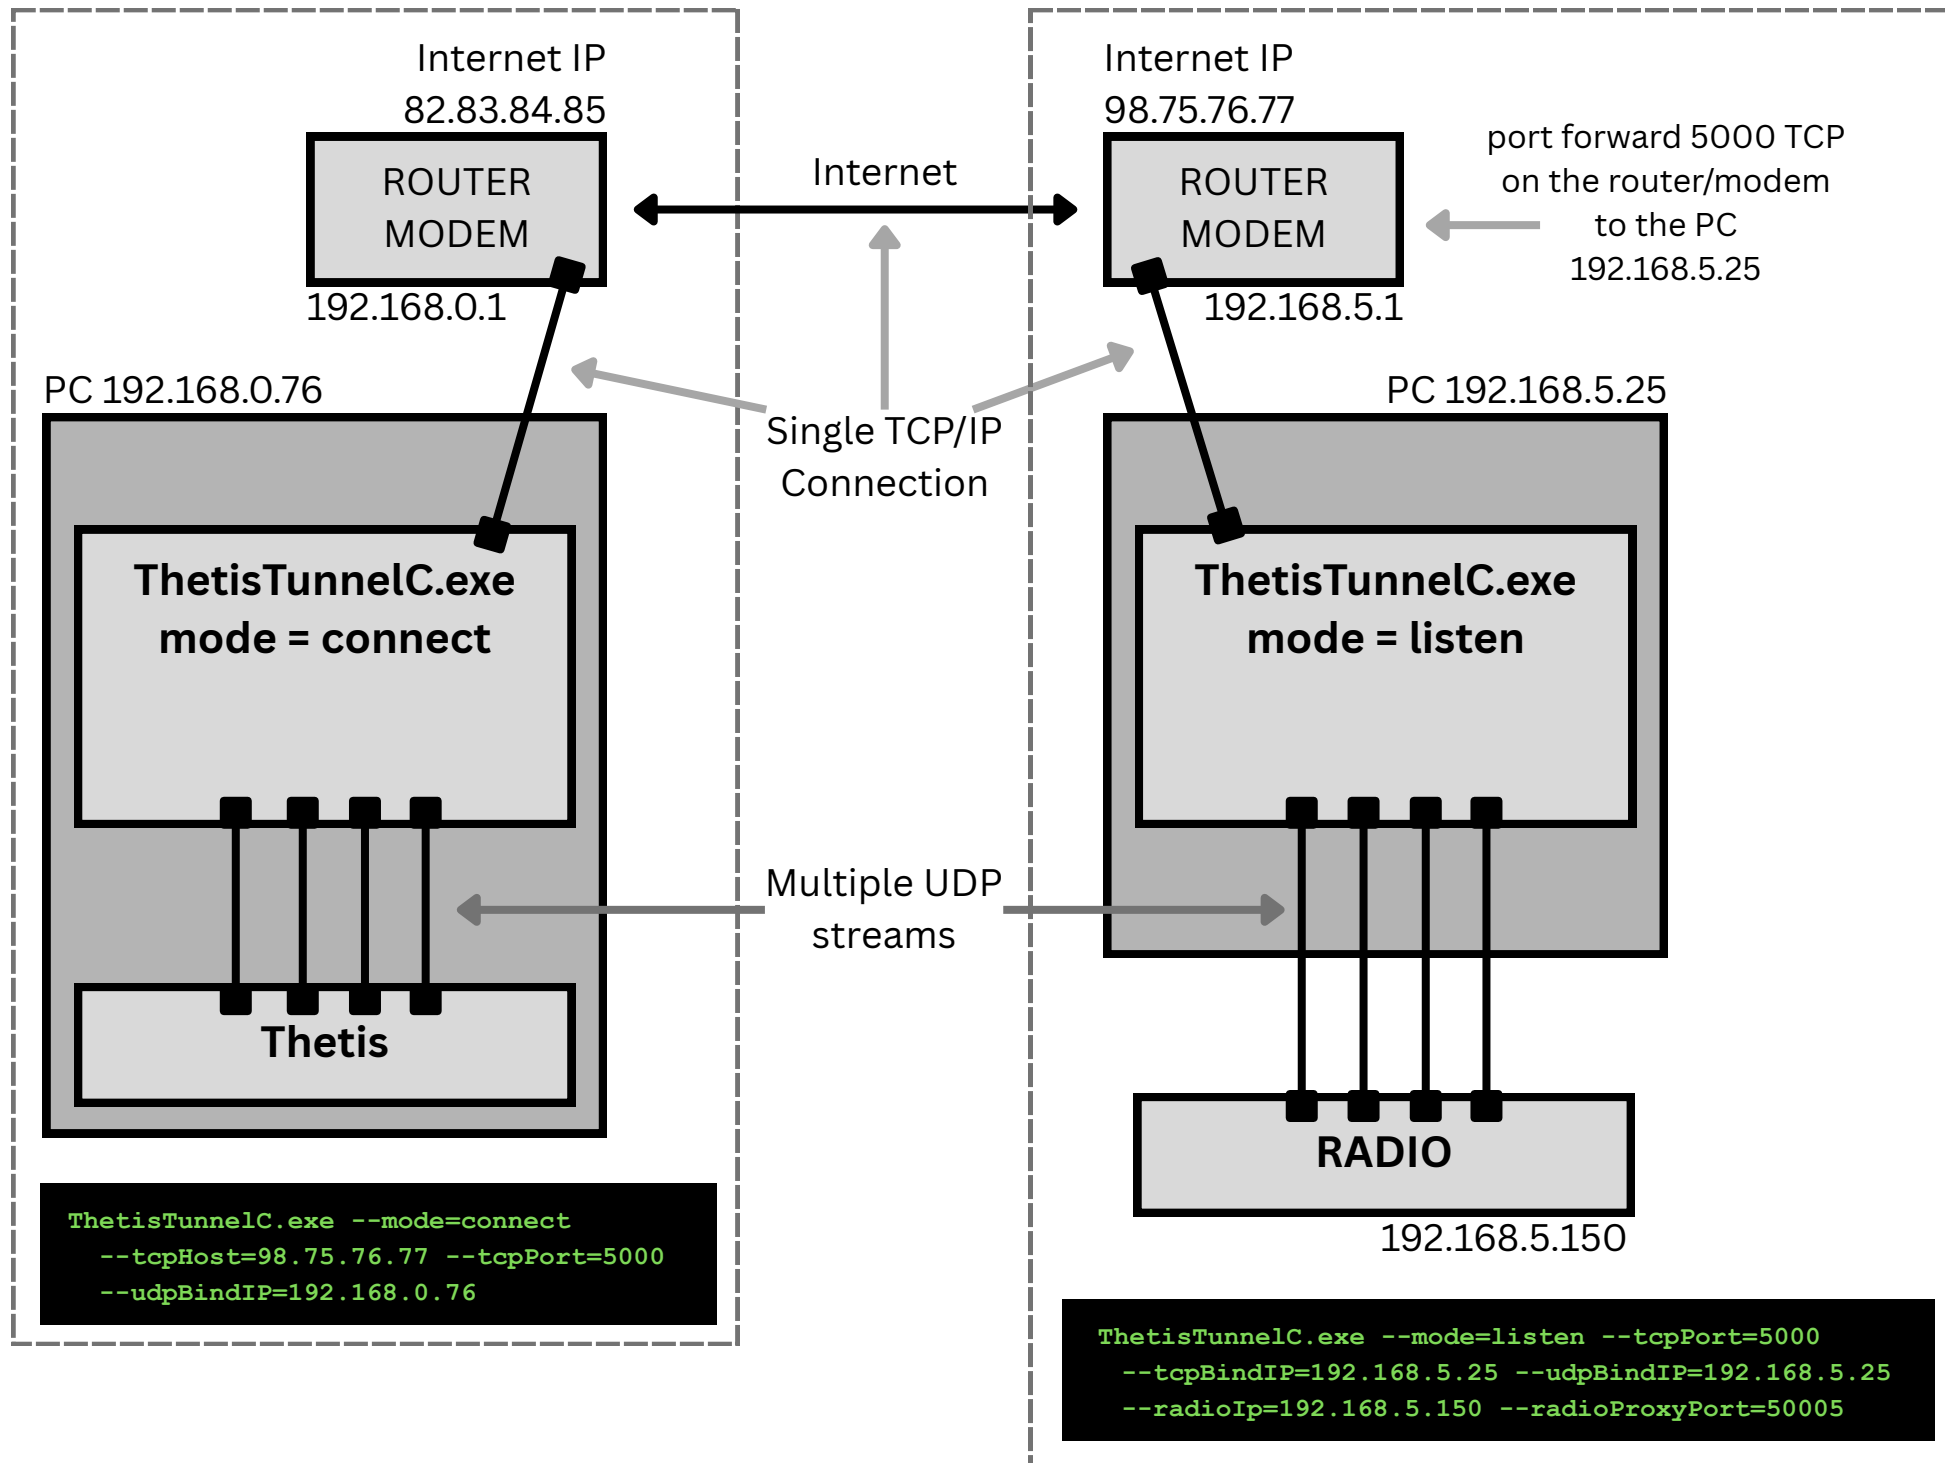 Internet IP
82.83.84.85
ROUTER
MODEM
192.168.0.1
Internet
Internet IP
98.75.76.77
ROUTER
MODEM
192.168.5.1
port forward 5000 TCP
on the router/modem
to the PC
192.168.5.25
PC 192.168.0.76
Single TCP/IP
Connection
PC 192.168.5.25
ThetisTunnelC.exe
mode = connect
ThetisTunnelC.exe
mode = listen
Multiple UDP
streams
Thetis
RADIO
192.168.5.150
ThetisTunnelC.exe --mode=connect
--tcpHost=98.75.76.77 --tcpPort=5000
--udpBindIP=192.168.0.76
ThetisTunnelC.exe --mode=listen --tcpPort=5000
--tcpBindIP=192.168.5.25 --udpBindIP=192.168.5.25
--radioIp=192.168.5.150 --radioProxyPort=50005